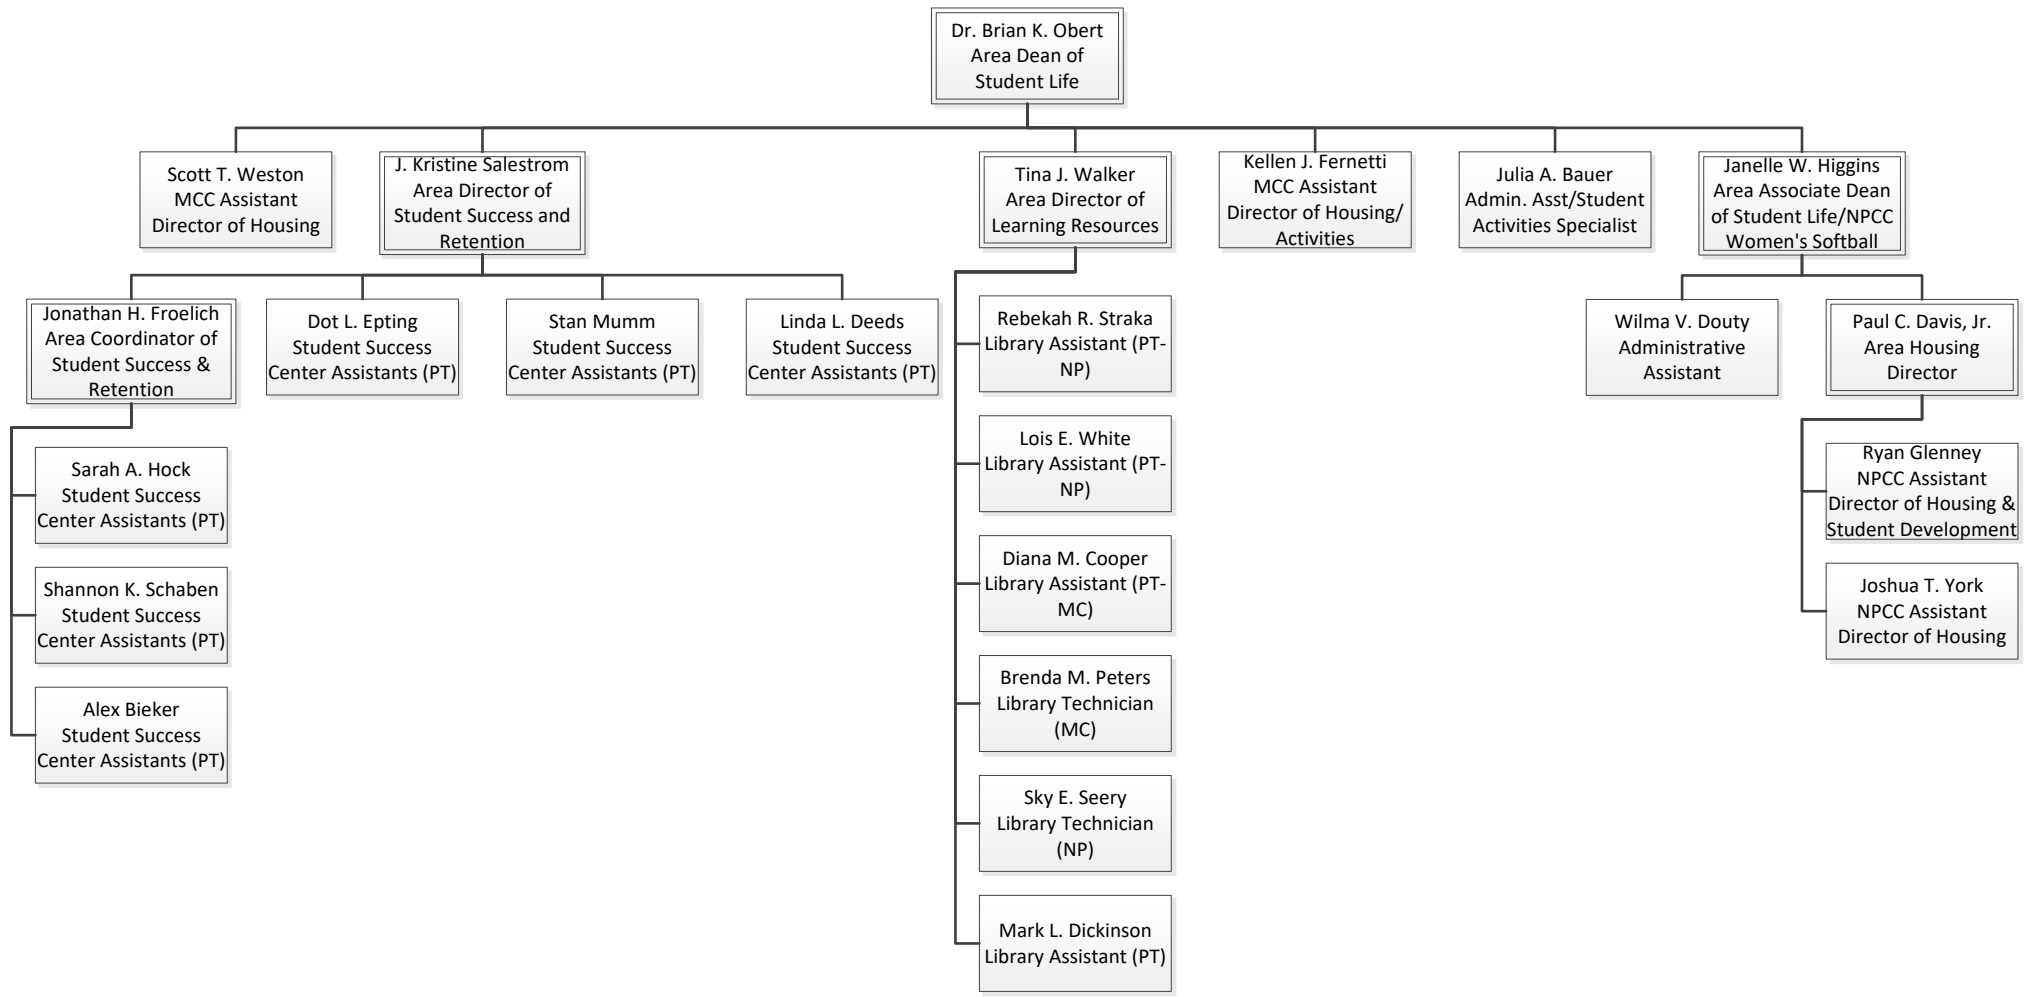 Dr. Brian K. Obert
Area Dean of
Student Life
Scott T. Weston
MCC Assistant
Director of Housing
J. Kristine Salestrom
Area Director of
Student Success and
Retention
Tina J. Walker
Area Director of
Learning Resources
Kellen J. Fernetti
MCC Assistant
Director of Housing/
Activities
Julia A. Bauer
Admin. Asst/Student
Activities Specialist
Janelle W. Higgins
Area Associate Dean
of Student Life/NPCC
Women's Softball
Jonathan H. Froelich
Area Coordinator of
Student Success &
Retention
Dot L. Epting
Student Success
Center Assistants (PT)
Stan Mumm
Student Success
Center Assistants (PT)
Linda L. Deeds
Student Success
Center Assistants (PT)
Rebekah R. Straka
Library Assistant (PT-
NP)
Wilma V. Douty
Administrative
Assistant
Paul C. Davis, Jr.
Area Housing
Director
Sarah A. Hock
Student Success
Center Assistants (PT)
Shannon K. Schaben
Student Success
Center Assistants (PT)
Alex Bieker
Student Success
Center Assistants (PT)
Lois E. White
Library Assistant (PT-
NP)
Diana M. Cooper
Library Assistant (PT-
MC)
Brenda M. Peters
Library Technician
(MC)
Sky E. Seery
Library Technician
(NP)
Mark L. Dickinson
Library Assistant (PT)
Ryan Glenney
NPCC Assistant
Director of Housing &
Student Development
Joshua T. York
NPCC Assistant
Director of Housing